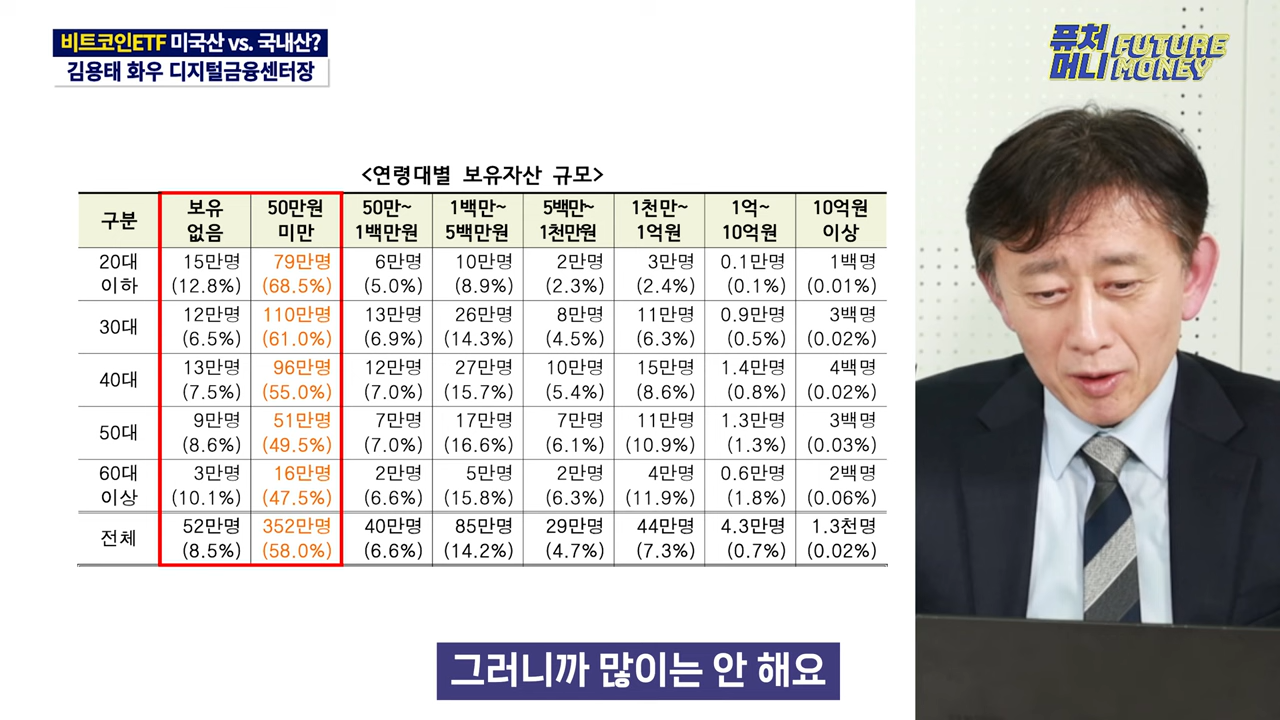 비트코인ETF 미국산 vs. 국내산?
김용태 화우 디지털금융센터장
퓨처 FUTURE
머니 MONEY
<연령대별 보유자산 규모>
구분 보유 없음 50만원 미만 50만~ 1백만원 1백만~ 5백만원 5백만~ 1천만원 1천만~ 1억원 1억~ 10억원 10억원 이상
20대 이하 15만명 (12.8%) 79만명 (68.5%) 6만명 (5.0%) 10만명 (8.9%) 2만명 (2.3%) 3만명 (2.4%) 0.1만명 (0.1%) 1백명 (0.01%)
30대 12만명 (6.5%) 110만명 (61.0%) 13만명 (6.9%) 26만명 (14.3%) 8만명 (4.5%) 11만명 (6.3%) 0.9만명 (0.5%) 3백명 (0.02%)
40대 13만명 (7.5%) 96만명 (55.0%) 12만명 (7.0%) 27만명 (15.7%) 10만명 (5.4%) 15만명 (8.6%) 1.4만명 (0.8%) 4백명 (0.02%)
50대 9만명 (8.6%) 51만명 (49.5%) 7만명 (7.0%) 17만명 (16.6%) 7만명 (6.1%) 11만명 (10.9%) 1.3만명 (1.3%) 3백명 (0.03%)
60대 이상 3만명 (10.1%) 16만명 (47.5%) 2만명 (6.6%) 5만명 (15.8%) 2만명 (6.3%) 4만명 (11.9%) 0.6만명 (1.8%) 2백명 (0.06%)
전체 52만명 (8.5%) 352만명 (58.0%) 40만명 (6.6%) 85만명 (14.2%) 29만명 (4.7%) 44만명 (7.3%) 4.3만명 (0.7%) 1.3천명 (0.02%)
그러니까 많이는 안 해요